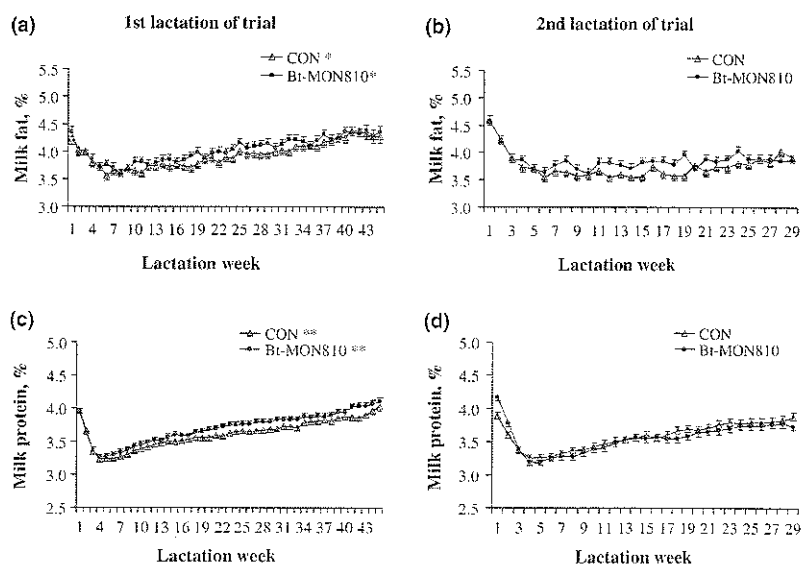 (a) 1st lactation of trial
CON *
Bt-MON810*
Milk fat, %
5.5
5.0
4.5
4.0
3.5
3.0
1 4 7 10 13 16 19 22 25 28 31 34 37 40 43
Lactation week
(b) 2nd lactation of trial
CON
Bt-MON810
Milk fat, %
5.5
5.0
4.5
4.0
3.5
3.0
1 3 5 7 9 11 13 15 17 19 21 23 25 27 29
Lactation week
(c)
CON **
Bt-MON810 **
Milk protein, %
5.0
4.5
4.0
3.5
3.0
2.5
1 4 7 10 13 16 19 22 25 28 31 34 37 40 43
Lactation week
(d)
CON
Bt-MON810
Milk protein, %
5.0
4.5
4.0
3.5
3.0
2.5
1 3 5 7 9 11 13 15 17 19 21 23 25 27 29
Lactation week